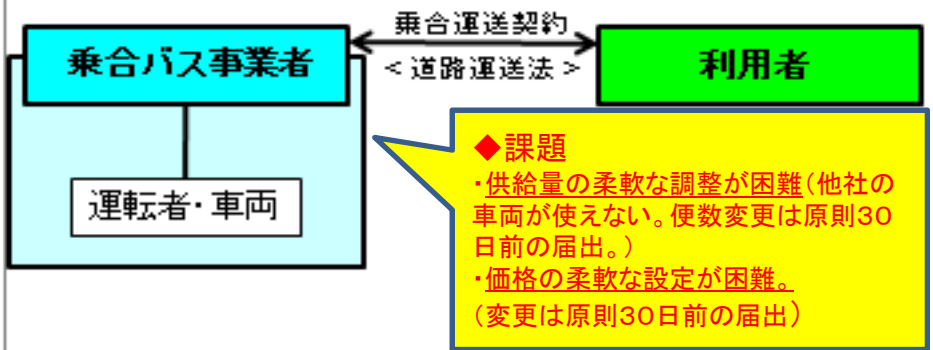 乗合運送契約
乗合バス事業者
<道路運送法>
利用者
運転者・車両
◆課題
・供給量の柔軟な調整が困難(他社の
車両が使えない。便数変更は原則30
日前の届出。)
・価格の柔軟な設定が困難。
(変更は原則30日前の届出)